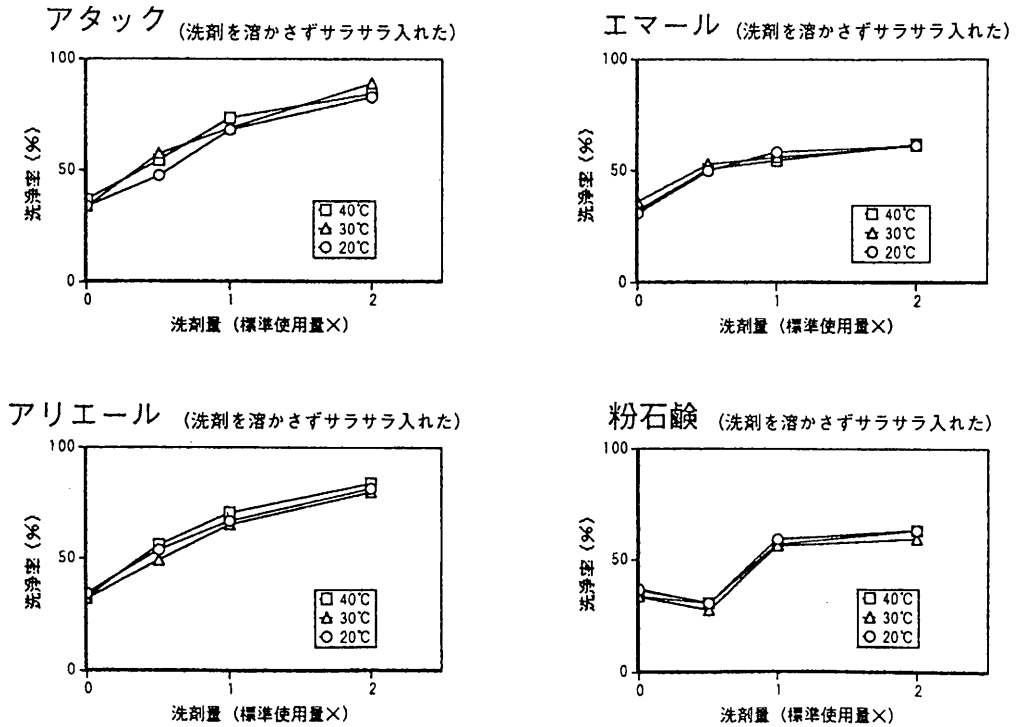 アタック (洗剤を溶かさずサラサラ入れた)
100
50
0
洗浄率 (%)
□ 40℃
△ 30℃
○ 20℃
0 1 2
洗剤量 (標準使用量×)
エマール (洗剤を溶かさずサラサラ入れた)
100
50
0
洗浄率 (%)
□ 40℃
△ 30℃
○ 20℃
0 1 2
洗剤量 (標準使用量×)
アリエール (洗剤を溶かさずサラサラ入れた)
100
50
0
洗浄率 (%)
□ 40℃
△ 30℃
○ 20℃
0 1 2
洗剤量 (標準使用量×)
粉石鹸 (洗剤を溶かさずサラサラ入れた)
100
50
0
洗浄率 (%)
□ 40℃
△ 30℃
○ 20℃
0 1 2
洗剤量 (標準使用量×)